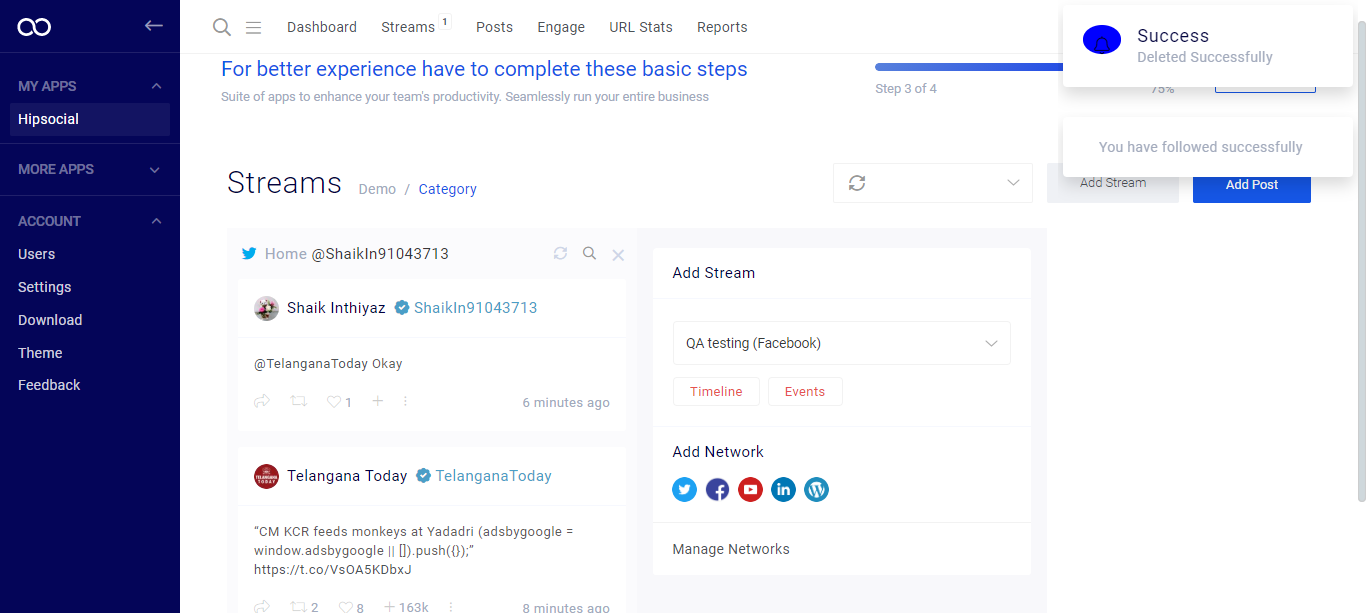 Dashboard Streams 1 Posts Engage URL Stats Reports
MY APPS
Hipsocial
MORE APPS
ACCOUNT
Users
Settings
Download
Theme
Feedback
For better experience have to complete these basic steps
Suite of apps to enhance your team's productivity. Seamlessly run your entire business
Step 3 of 4
75%
Success
Deleted Successfully
You have followed successfully
Streams Demo / Category
Add Stream
Add Post
Home @ShaikIn91043713
Shaik Inthiyaz ShaikIn91043713
@TelanganaToday Okay
1
6 minutes ago
TELANGANA
TODAY
Telangana Today TelanganaToday
“CM KCR feeds monkeys at Yadadri (adsbygoogle =
window.adsbygoogle || []).push({});”
https://t.co/VsOA5KDbxJ
2 8 163k
8 minutes ago
Add Stream
QA testing (Facebook)
Timeline Events
Add Network
Manage Networks